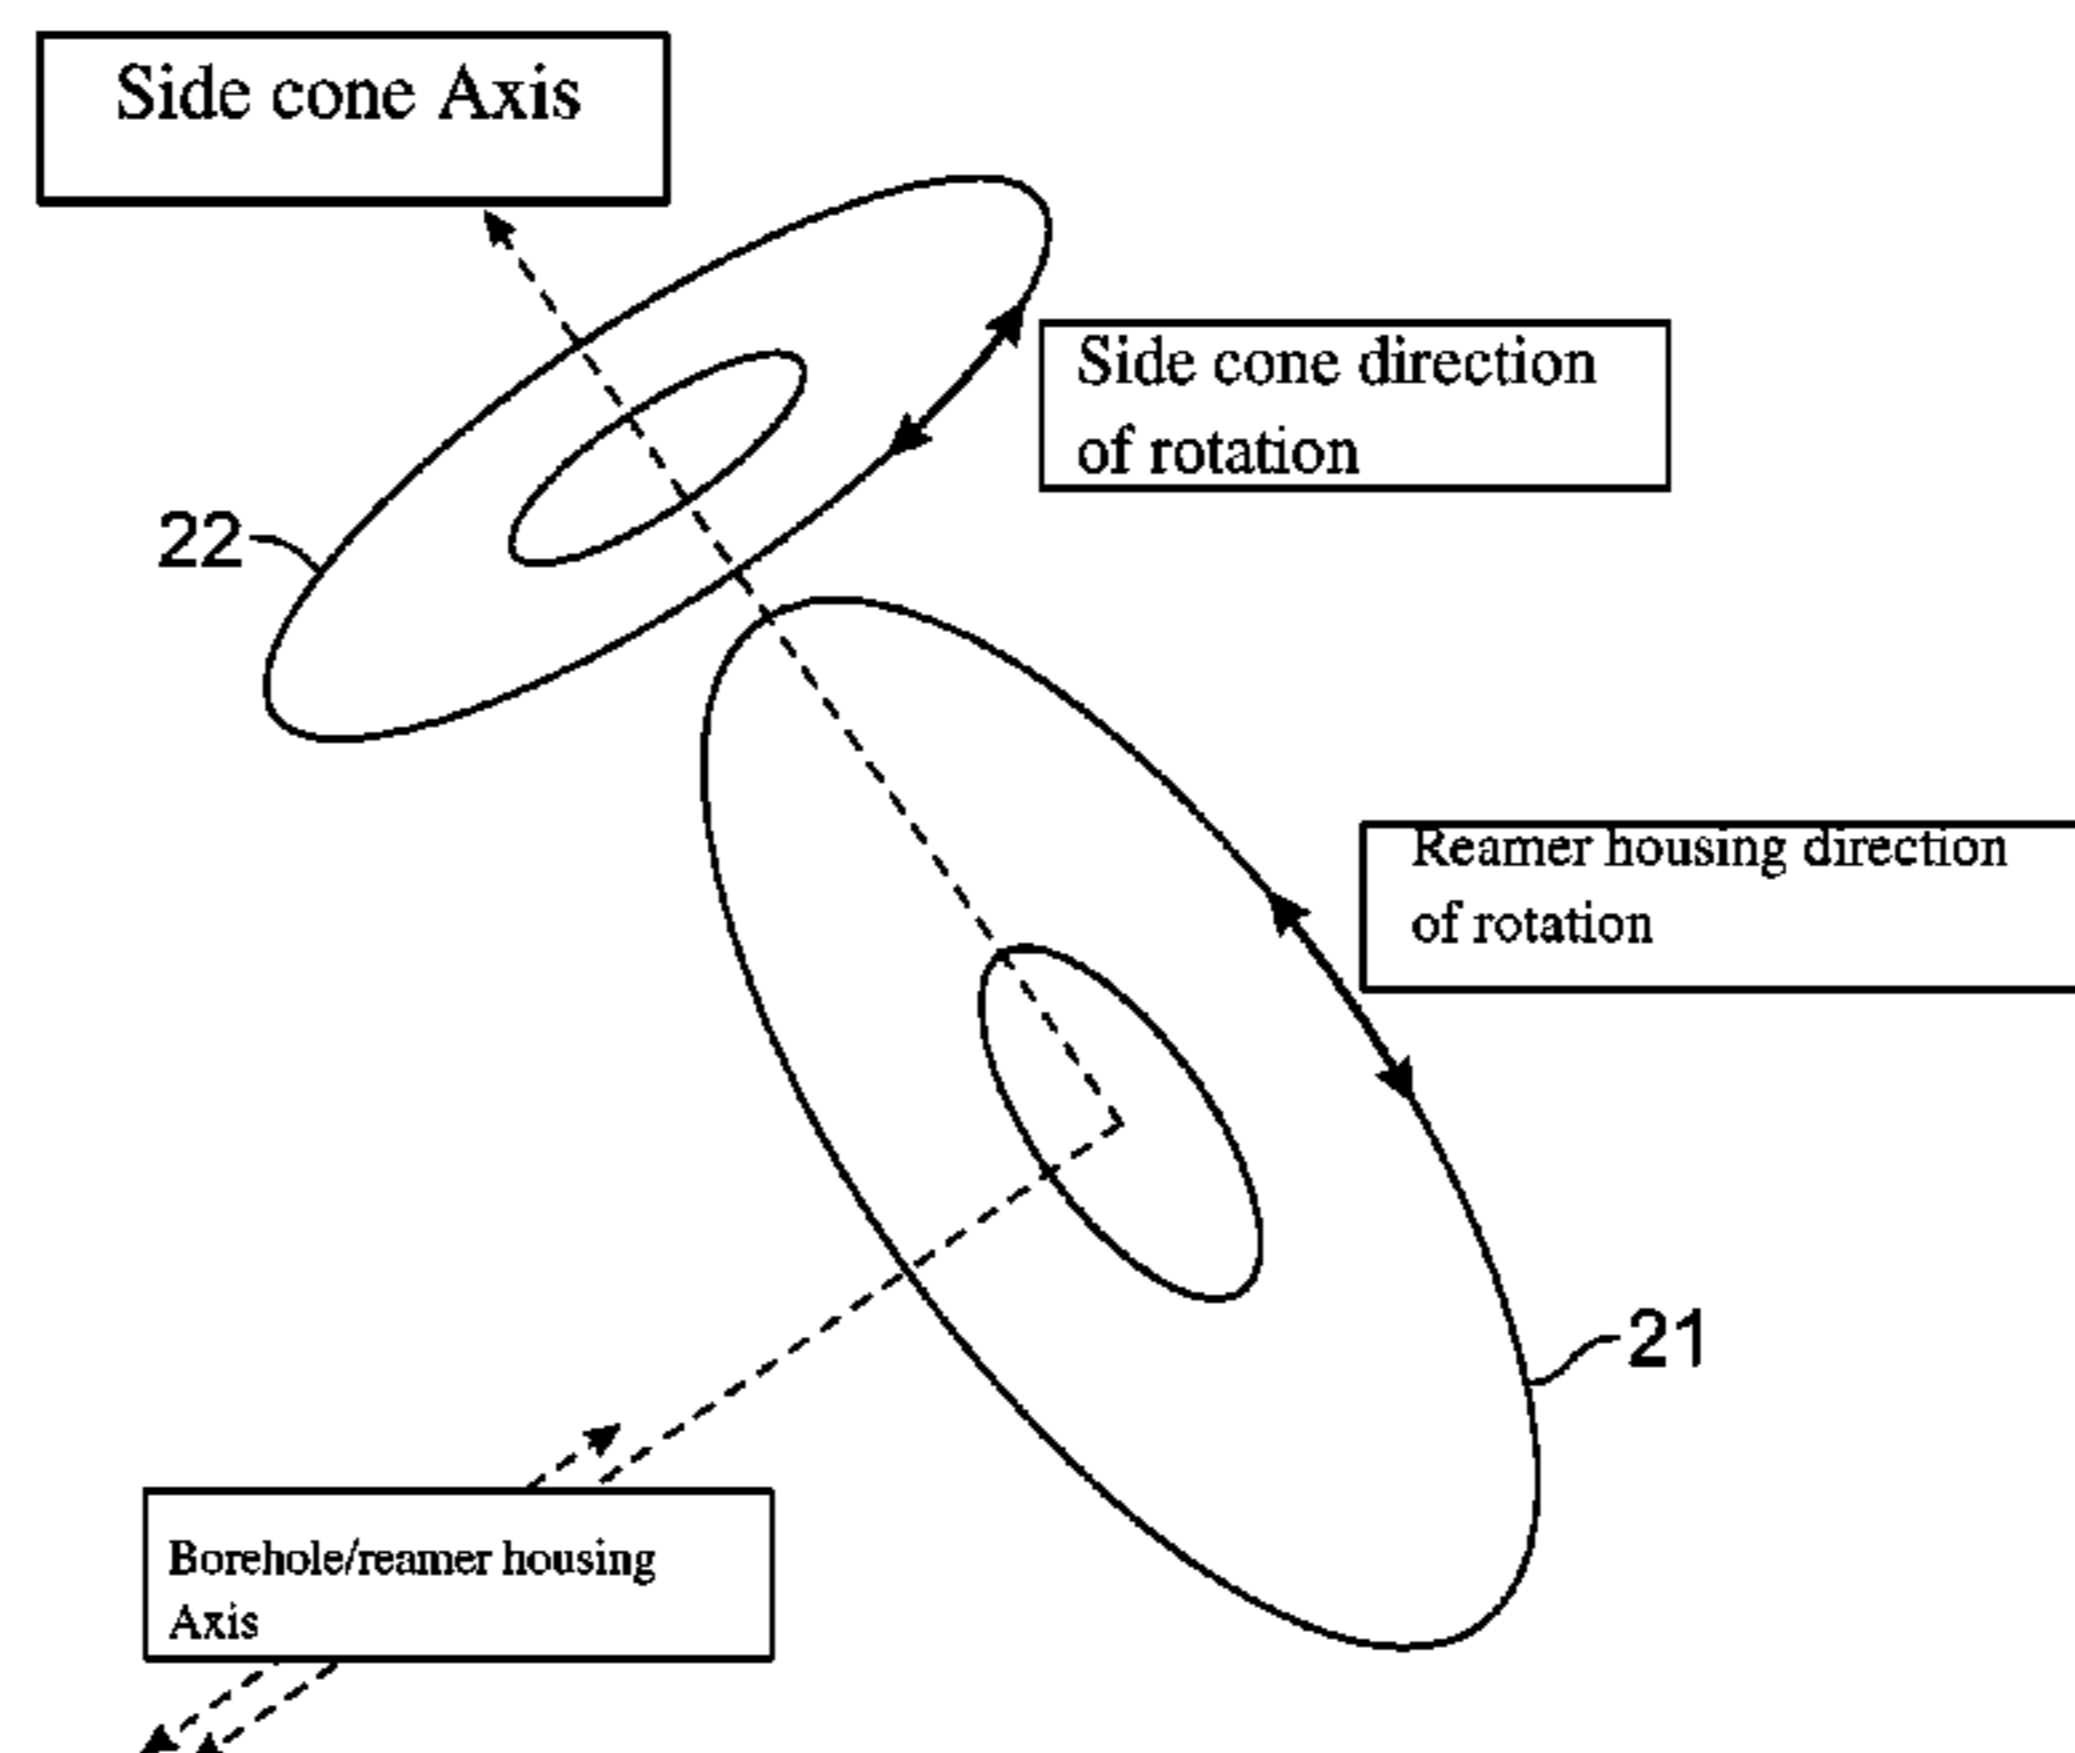 Side cone Axis
Side cone direction
of rotation
22
Reamer housing direction
of rotation
21
Borehole/reamer housing
Axis